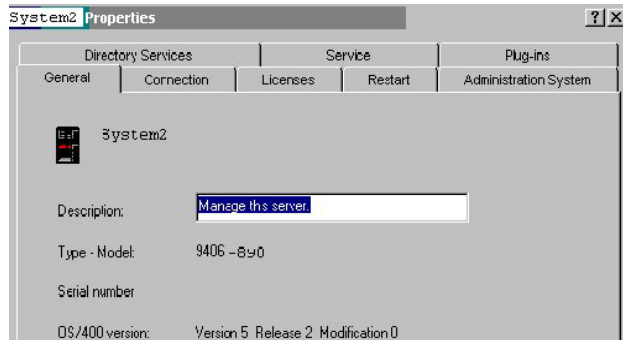 System2 Properties
? X
Directory Services Service Plug-ins
General Connection Licenses Restart Administration System
System2
Description: Manage this server.
Type - Model: 9406 -890
Serial number
OS/400 version: Version 5 Release 2 Modification 0